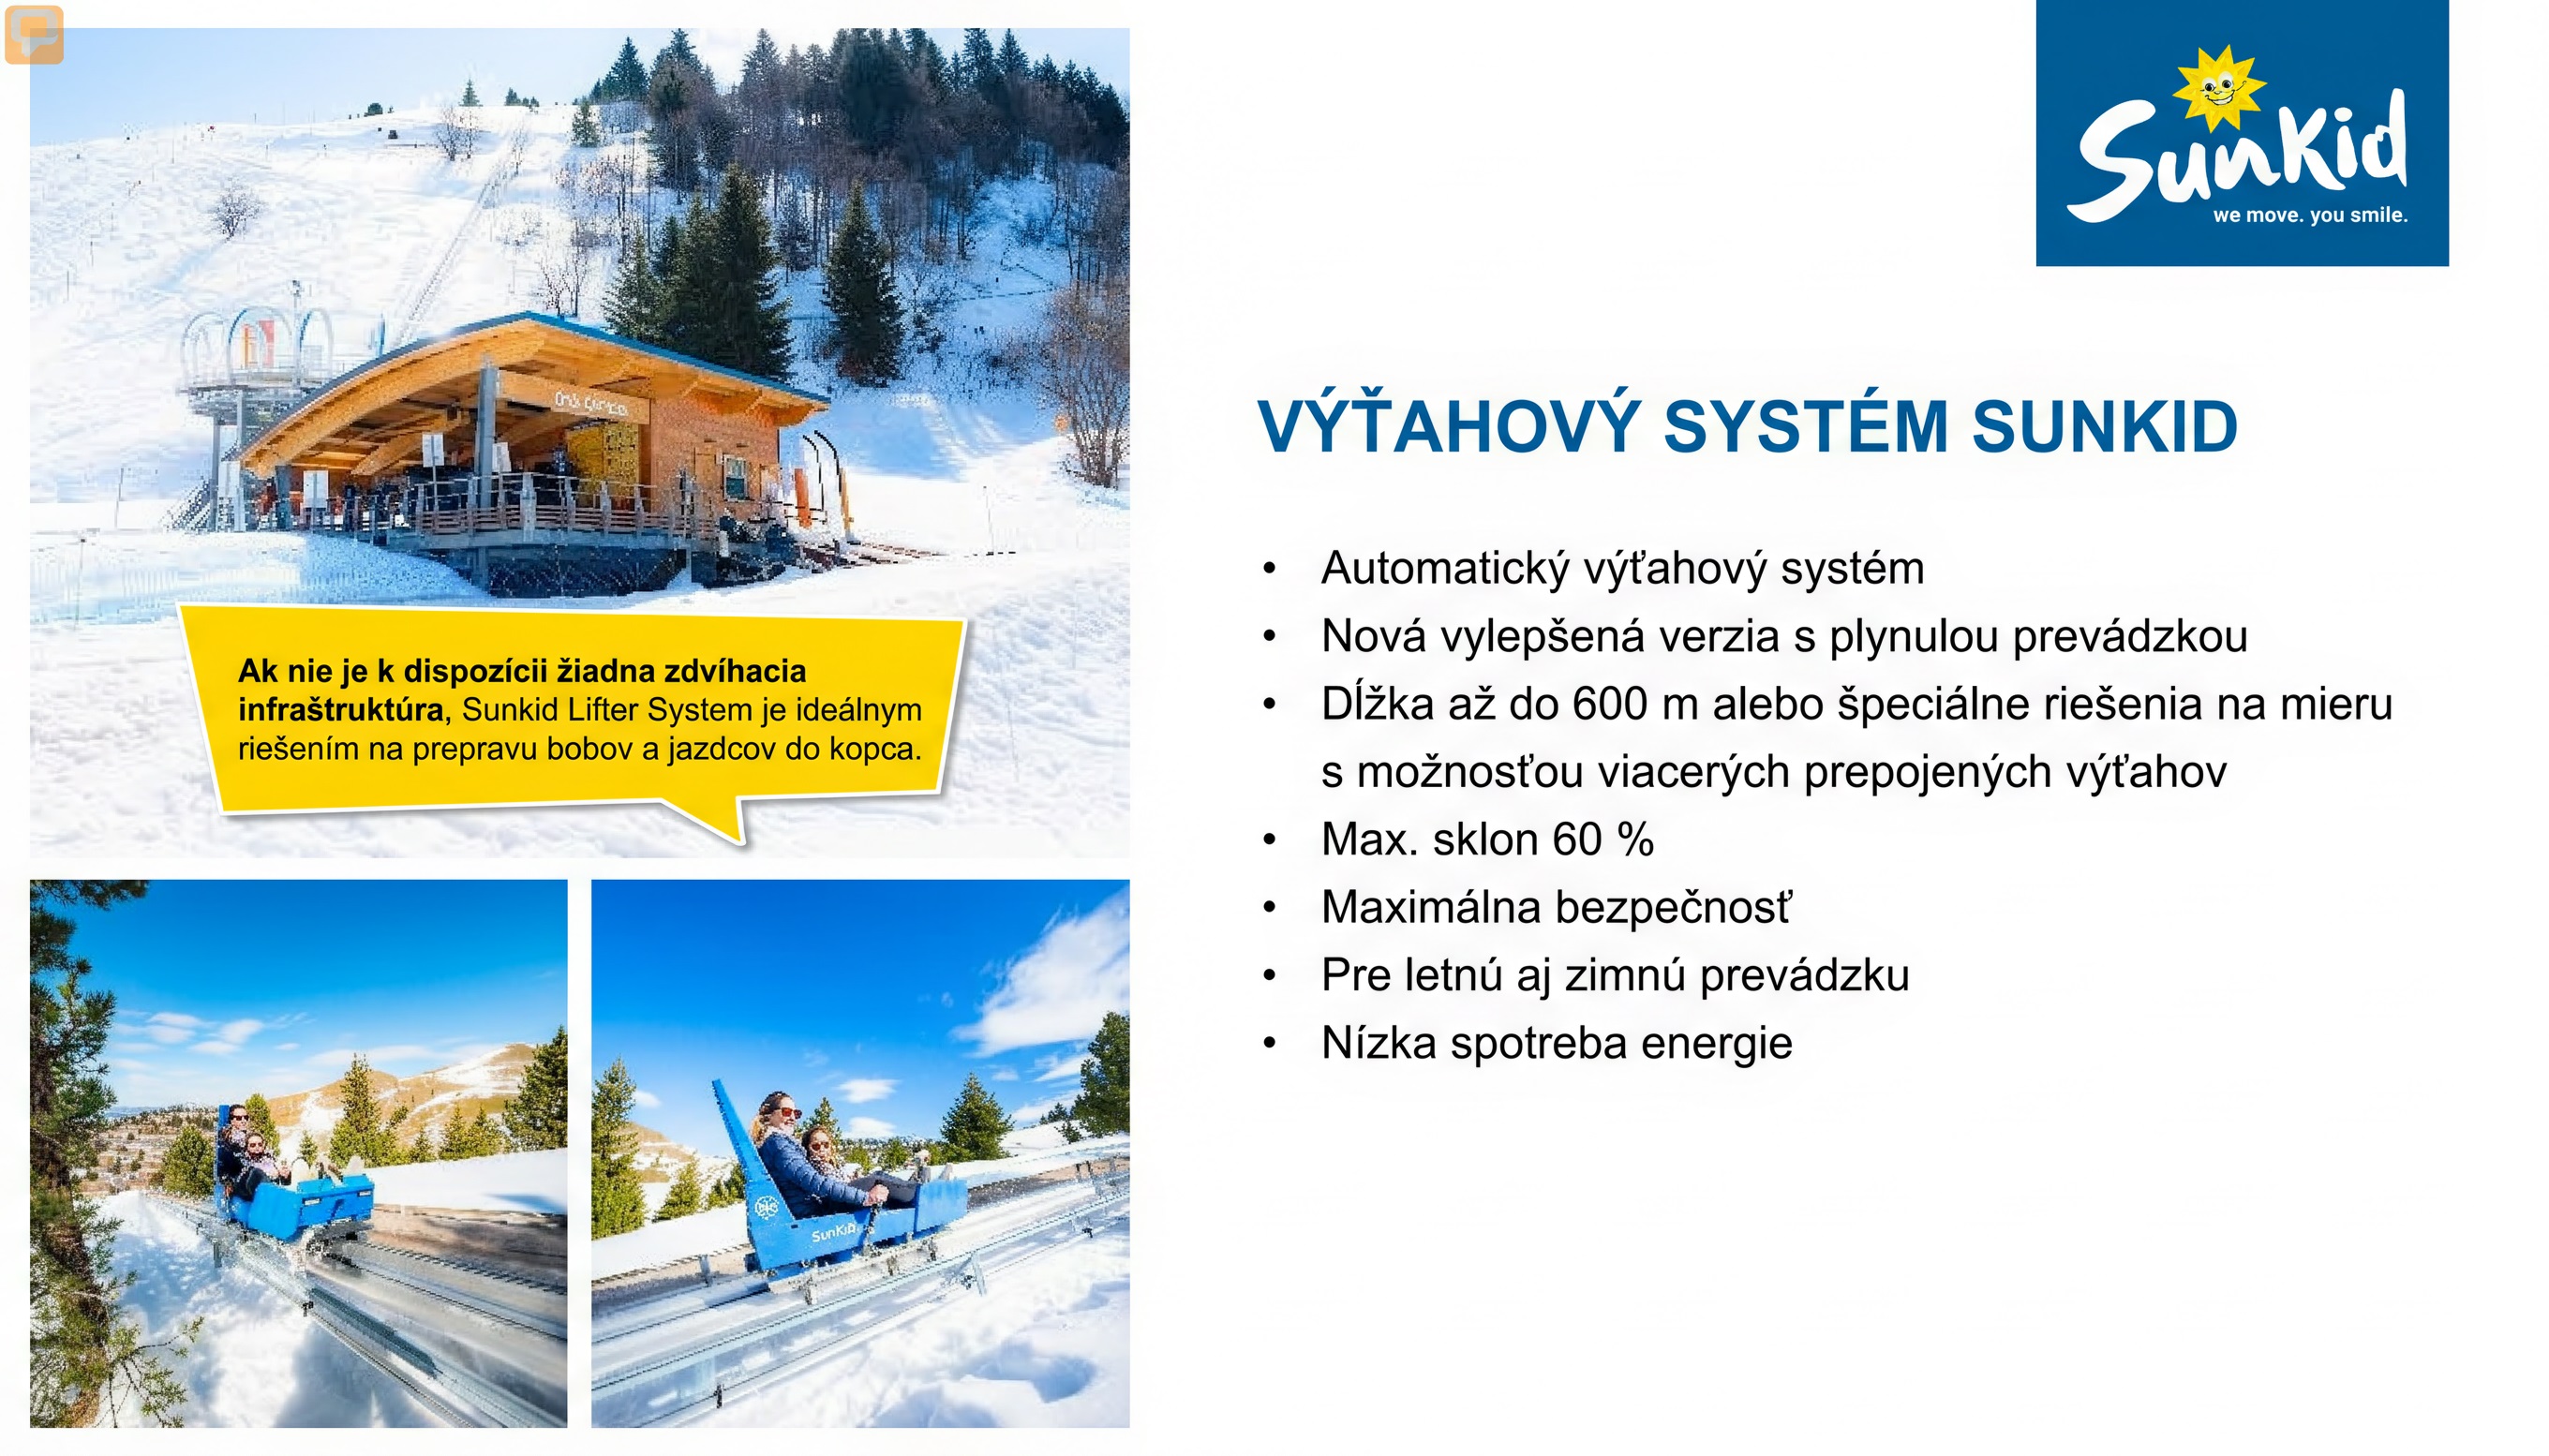 SunKid
we move. you smile.
Ak nie je k dispozícii žiadna zdvíhacia
infraštruktúra, Sunkid Lifter System je ideálnym
riešením na prepravu bobov a jazdcov do kopca.
SunKid
VÝŤAHOVÝ SYSTÉM SUNKID
• Automatický výťahový systém
• Nová vylepšená verzia s plynulou prevádzkou
• Dĺžka až do 600 m alebo špeciálne riešenia na mieru
s možnosťou viacerých prepojených výťahov
• Max. sklon 60 %
• Maximálna bezpečnosť
• Pre letnú aj zimnú prevádzku
• Nízka spotreba energie